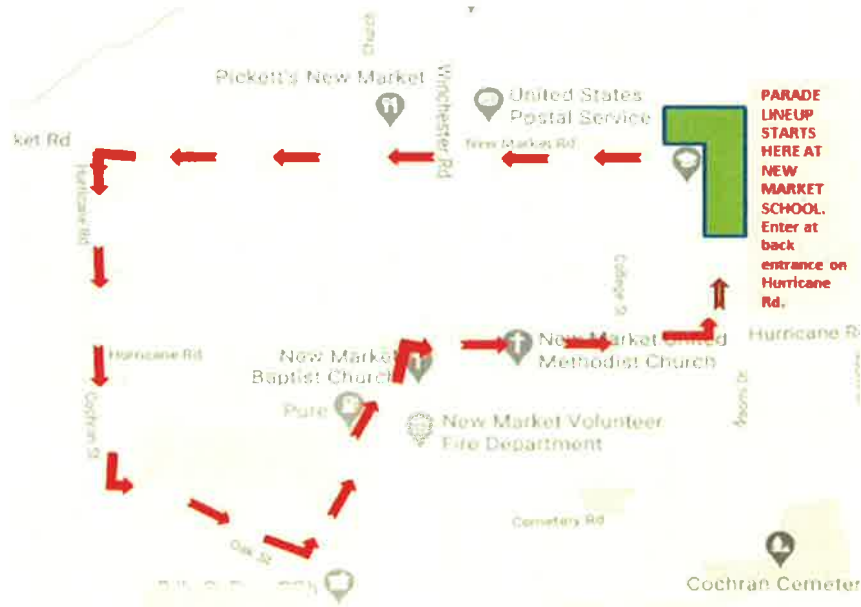 Church
Pickett's New Market
Winchester Rd
United States
Postal Service
PARADE
LINEUP
STARTS
HERE AT
NEW
MARKET
SCHOOL.
Enter at
back
entrance on
Hurricane
Rd.
ket Rd
New Market Rd
Hurricane Rd
College St
Hurricane Rd
New Market
Baptist Church
New Market United
Methodist Church
Hurricane R
Pure
Cochran St
New Market Volunteer
Fire Department
Oak St
Cemetery Rd
Cochran Cemeter